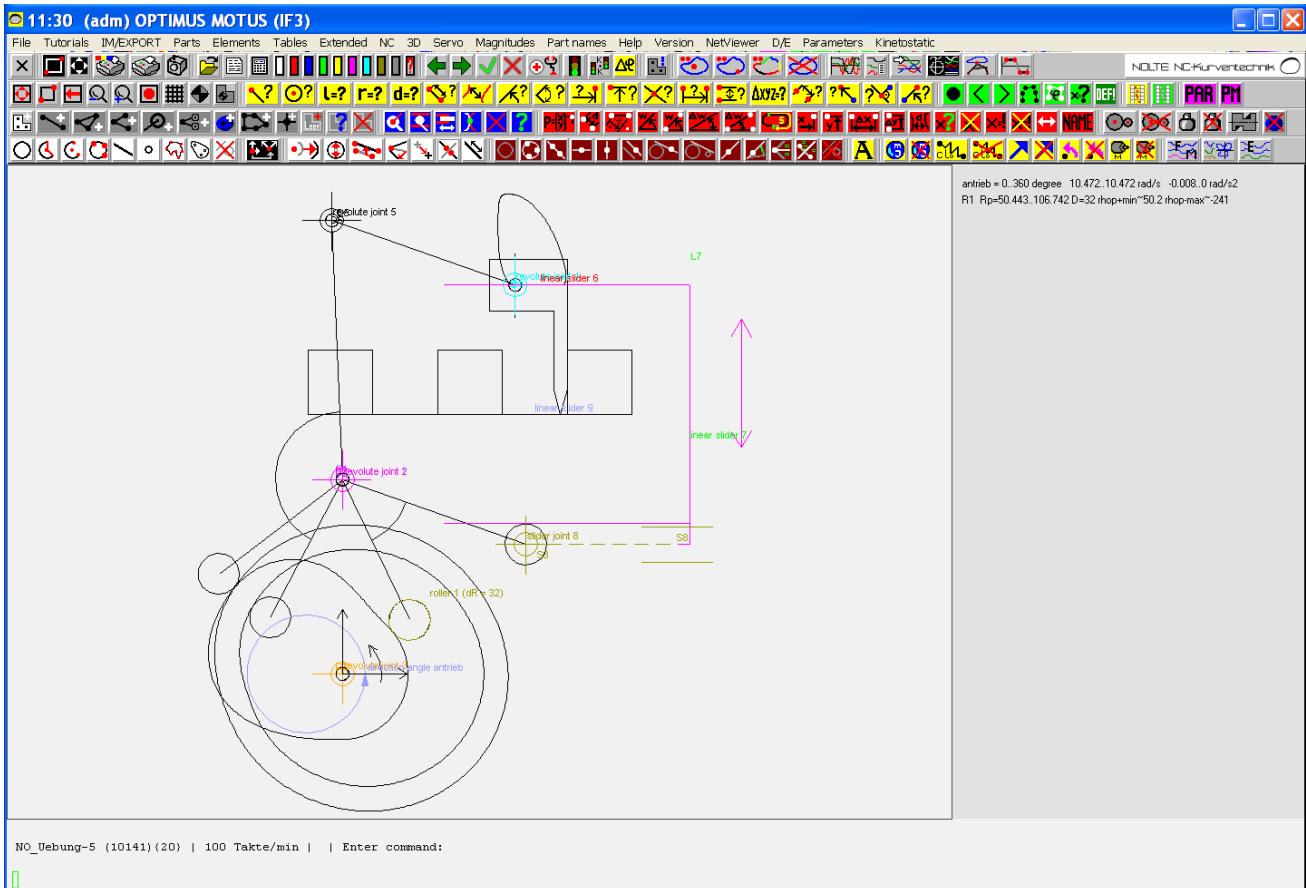 11:30 (adm) OPTIMUS MOTUS (IF3)
File Tutorials IM/EXPORT Parts Elements Tables Extended NC 3D Servo Magnitudes Part names Help Version NetViewer D/E Parameters Kinetostatic
NOLTE NC-Kurventechnik
L=? r=? d=? Δxyz=? DEF! PAR PM
NAME
A
antrieb = 0..360 degree 10.472..10.472 rad/s -0.008..0 rad/s2
R1 Rp=50.443..106.742 D=32 rhop+min~50.2 rhop-max~-241
revolute joint 5
L7
linear slider 6
linear slider 9
linear slider 7
revolute joint 2
slider joint 8
S8
S8
roller 1 (dR = 32)
direction angle antrieb
NO_Uebung-5 (10141)(20) | 100 Takte/min | | Enter command: